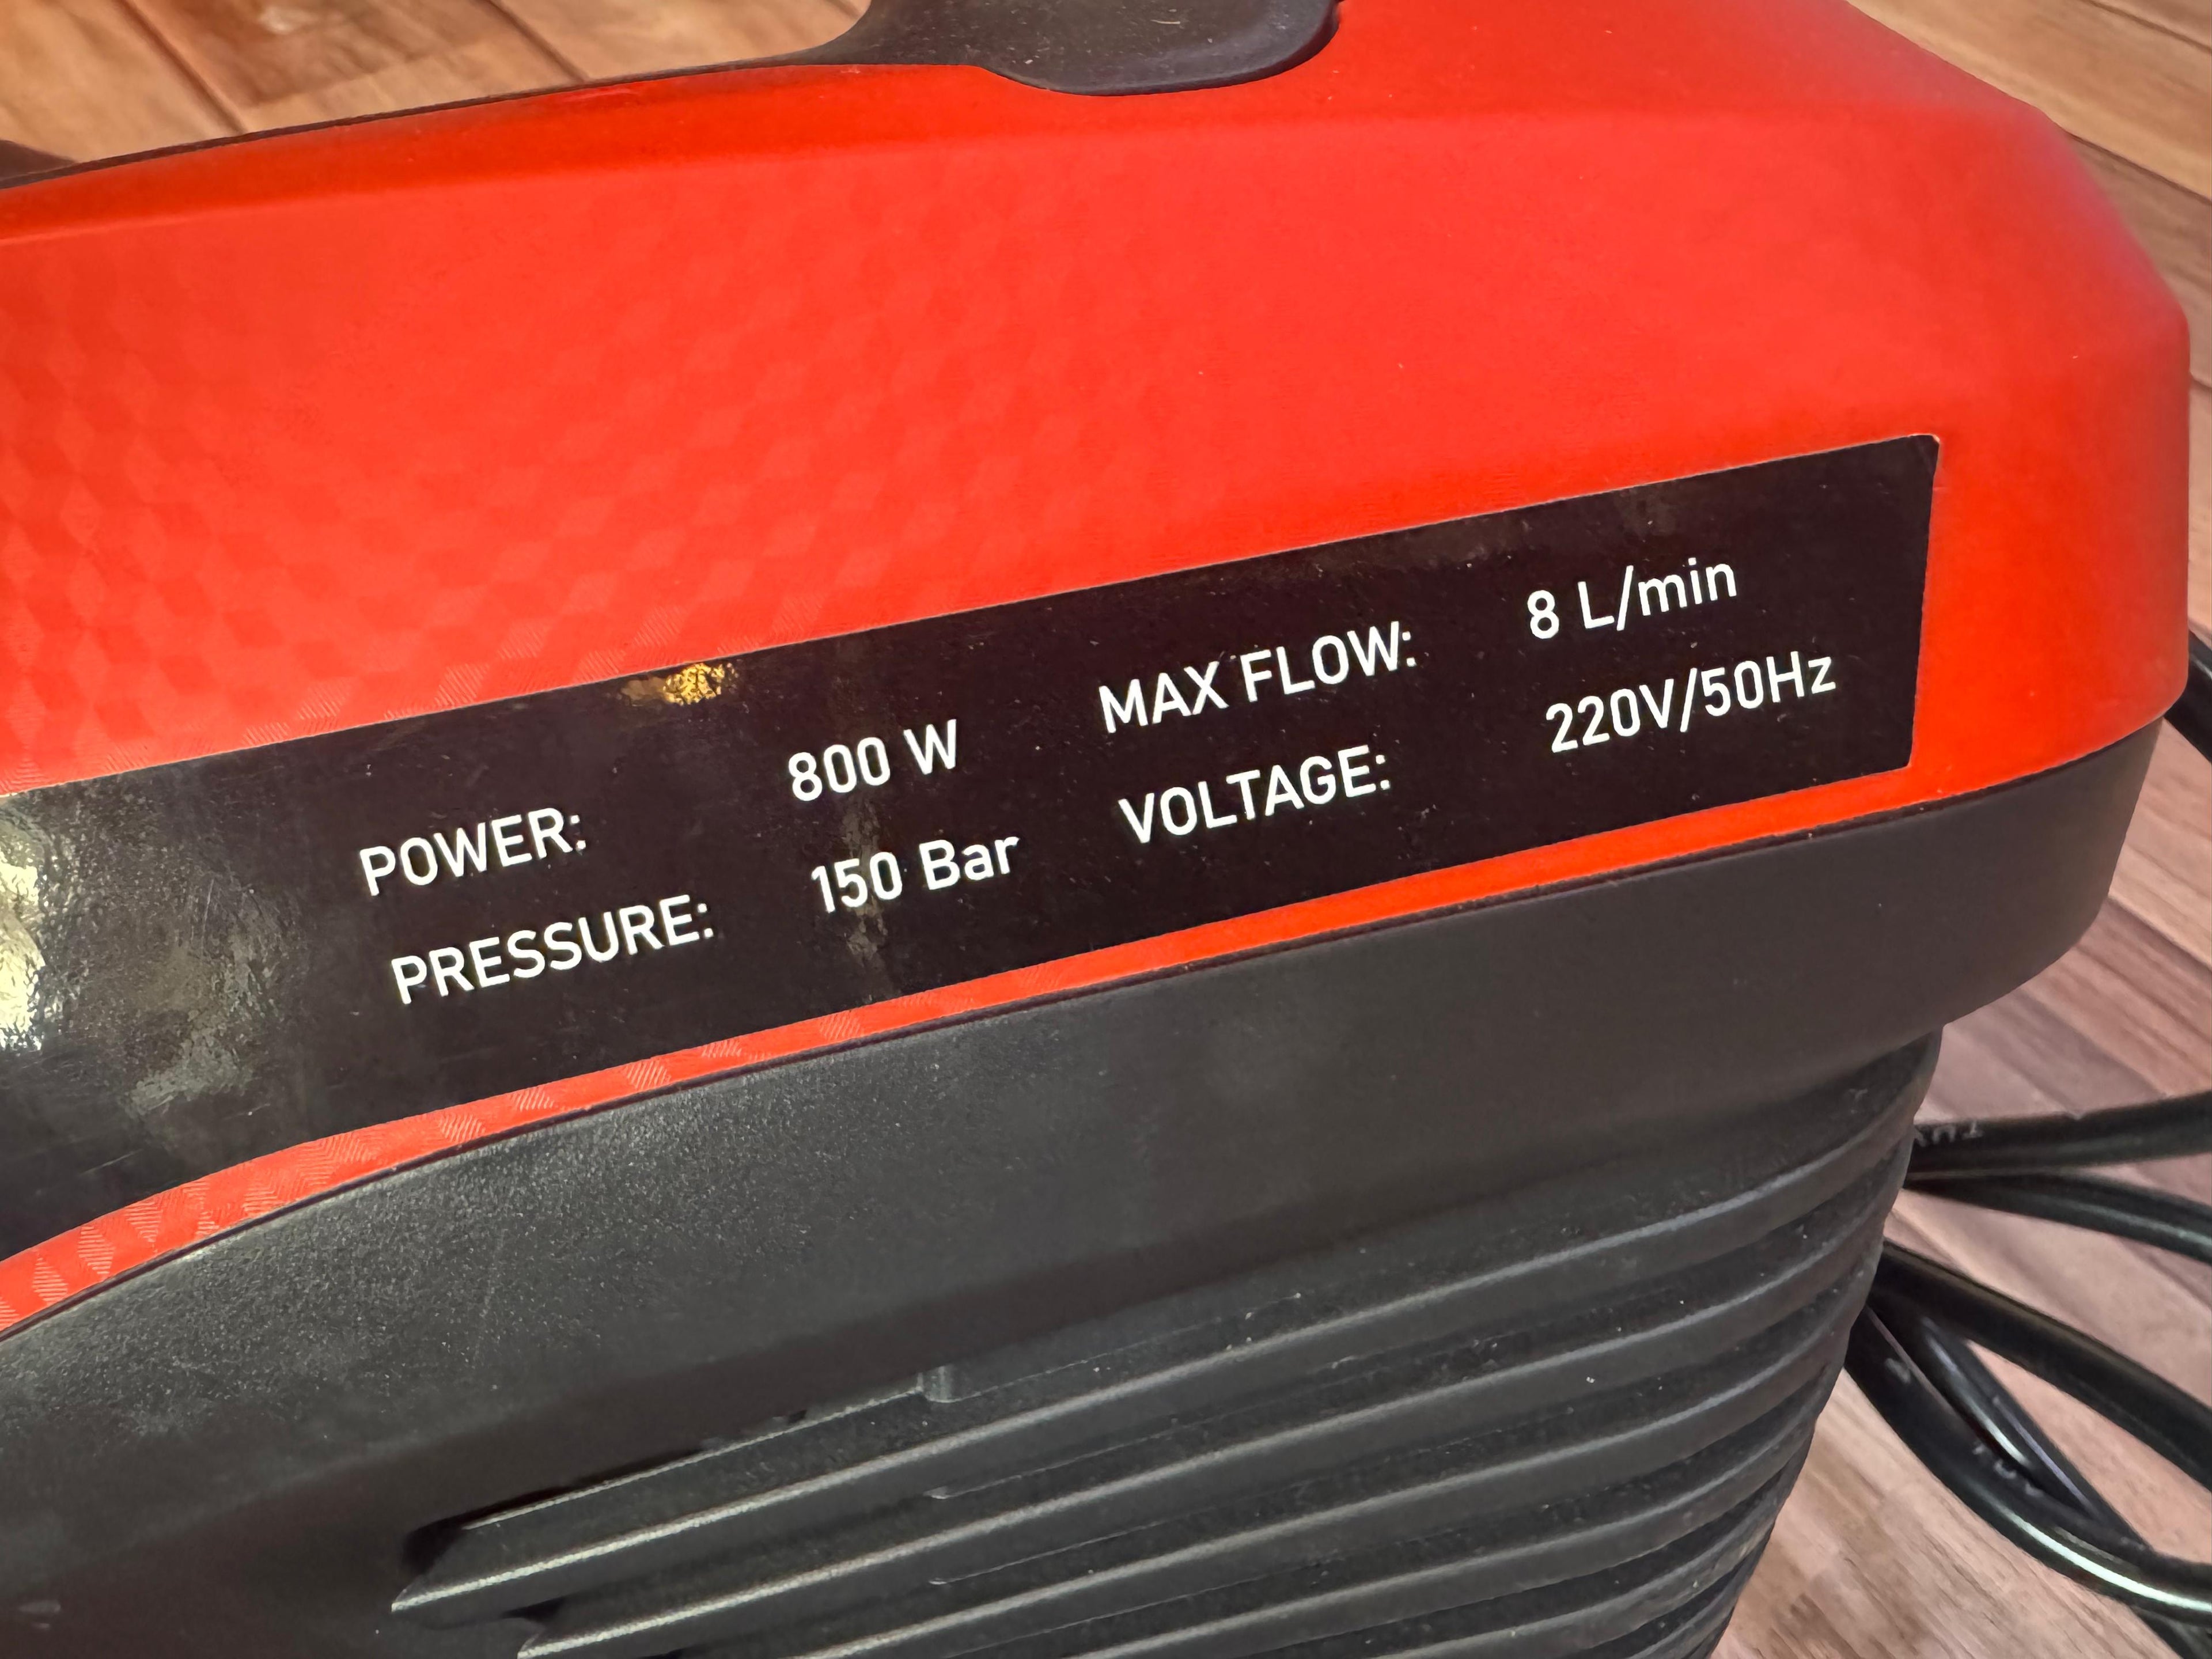 POWER: 800 W MAX FLOW: 8 L/min
PRESSURE: 150 Bar VOLTAGE: 220V/50Hz